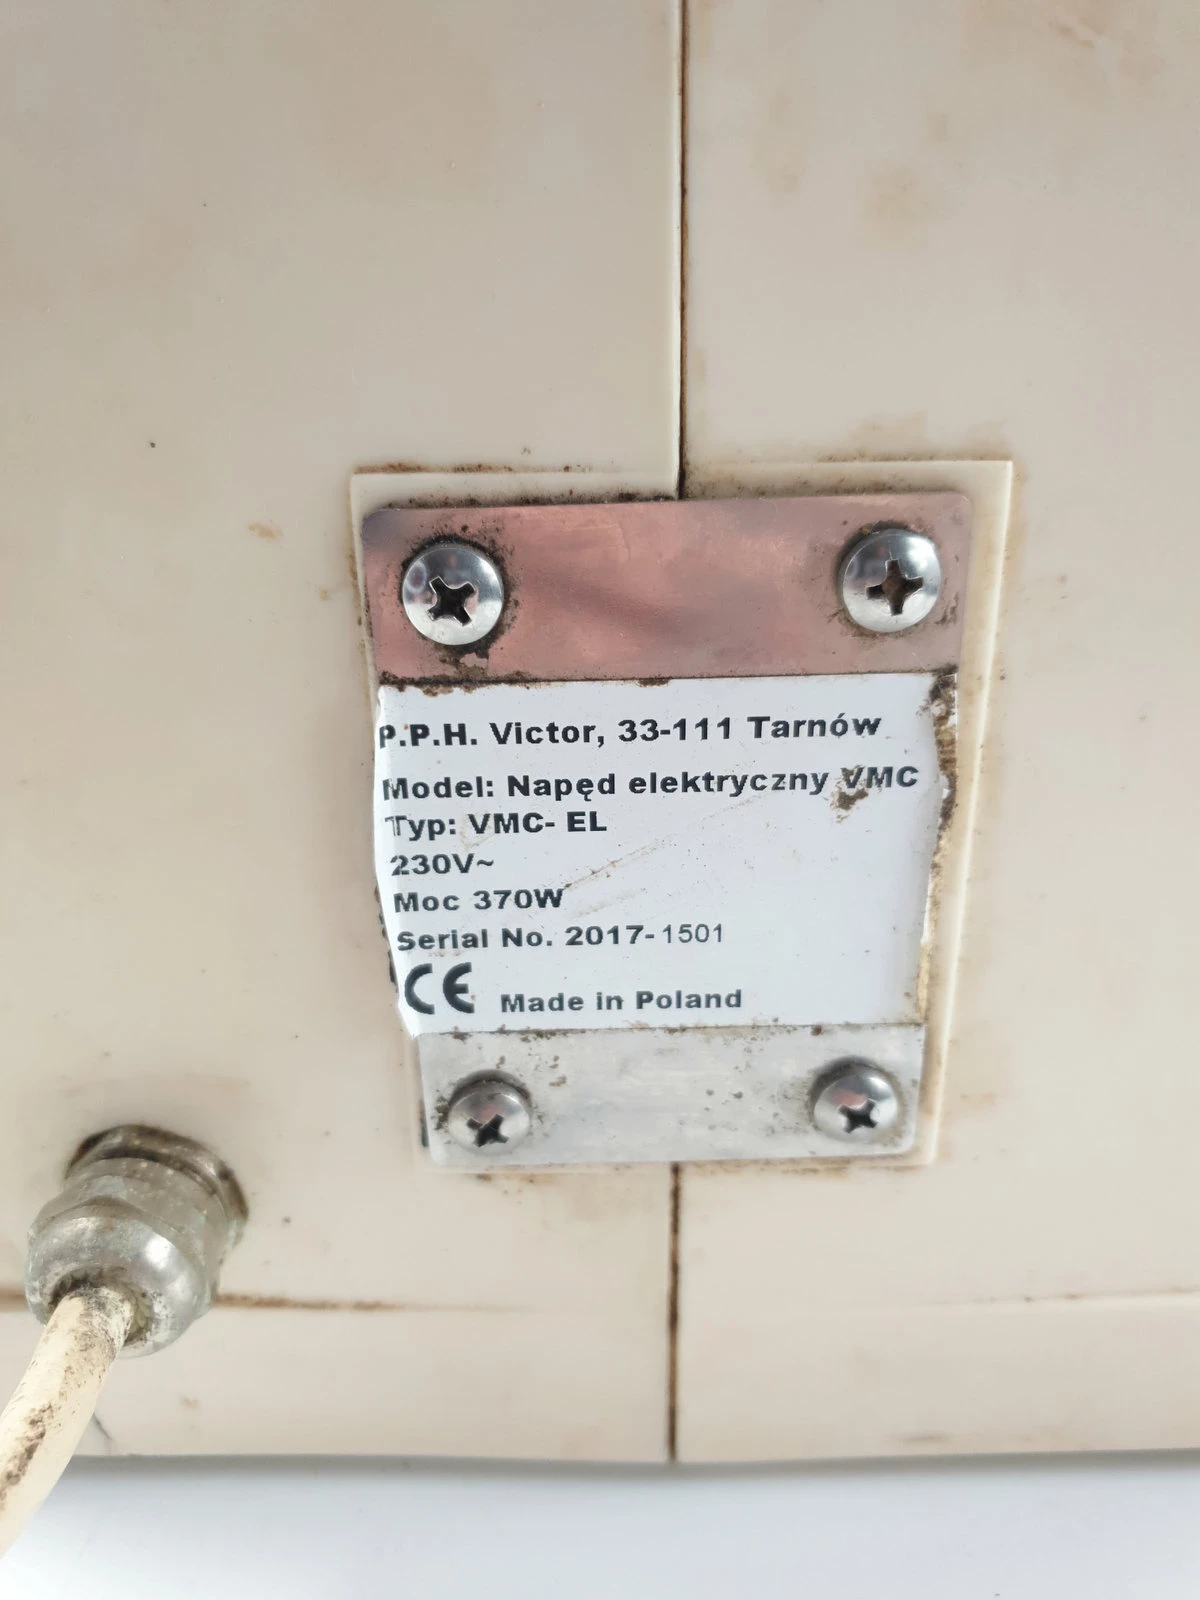 P.P.H. Victor, 33-111 Tarnów
Model: Napęd elektryczny VMC
Typ: VMC- EL
230V~
Moc 370W
Serial No. 2017-1501
CE Made in Poland